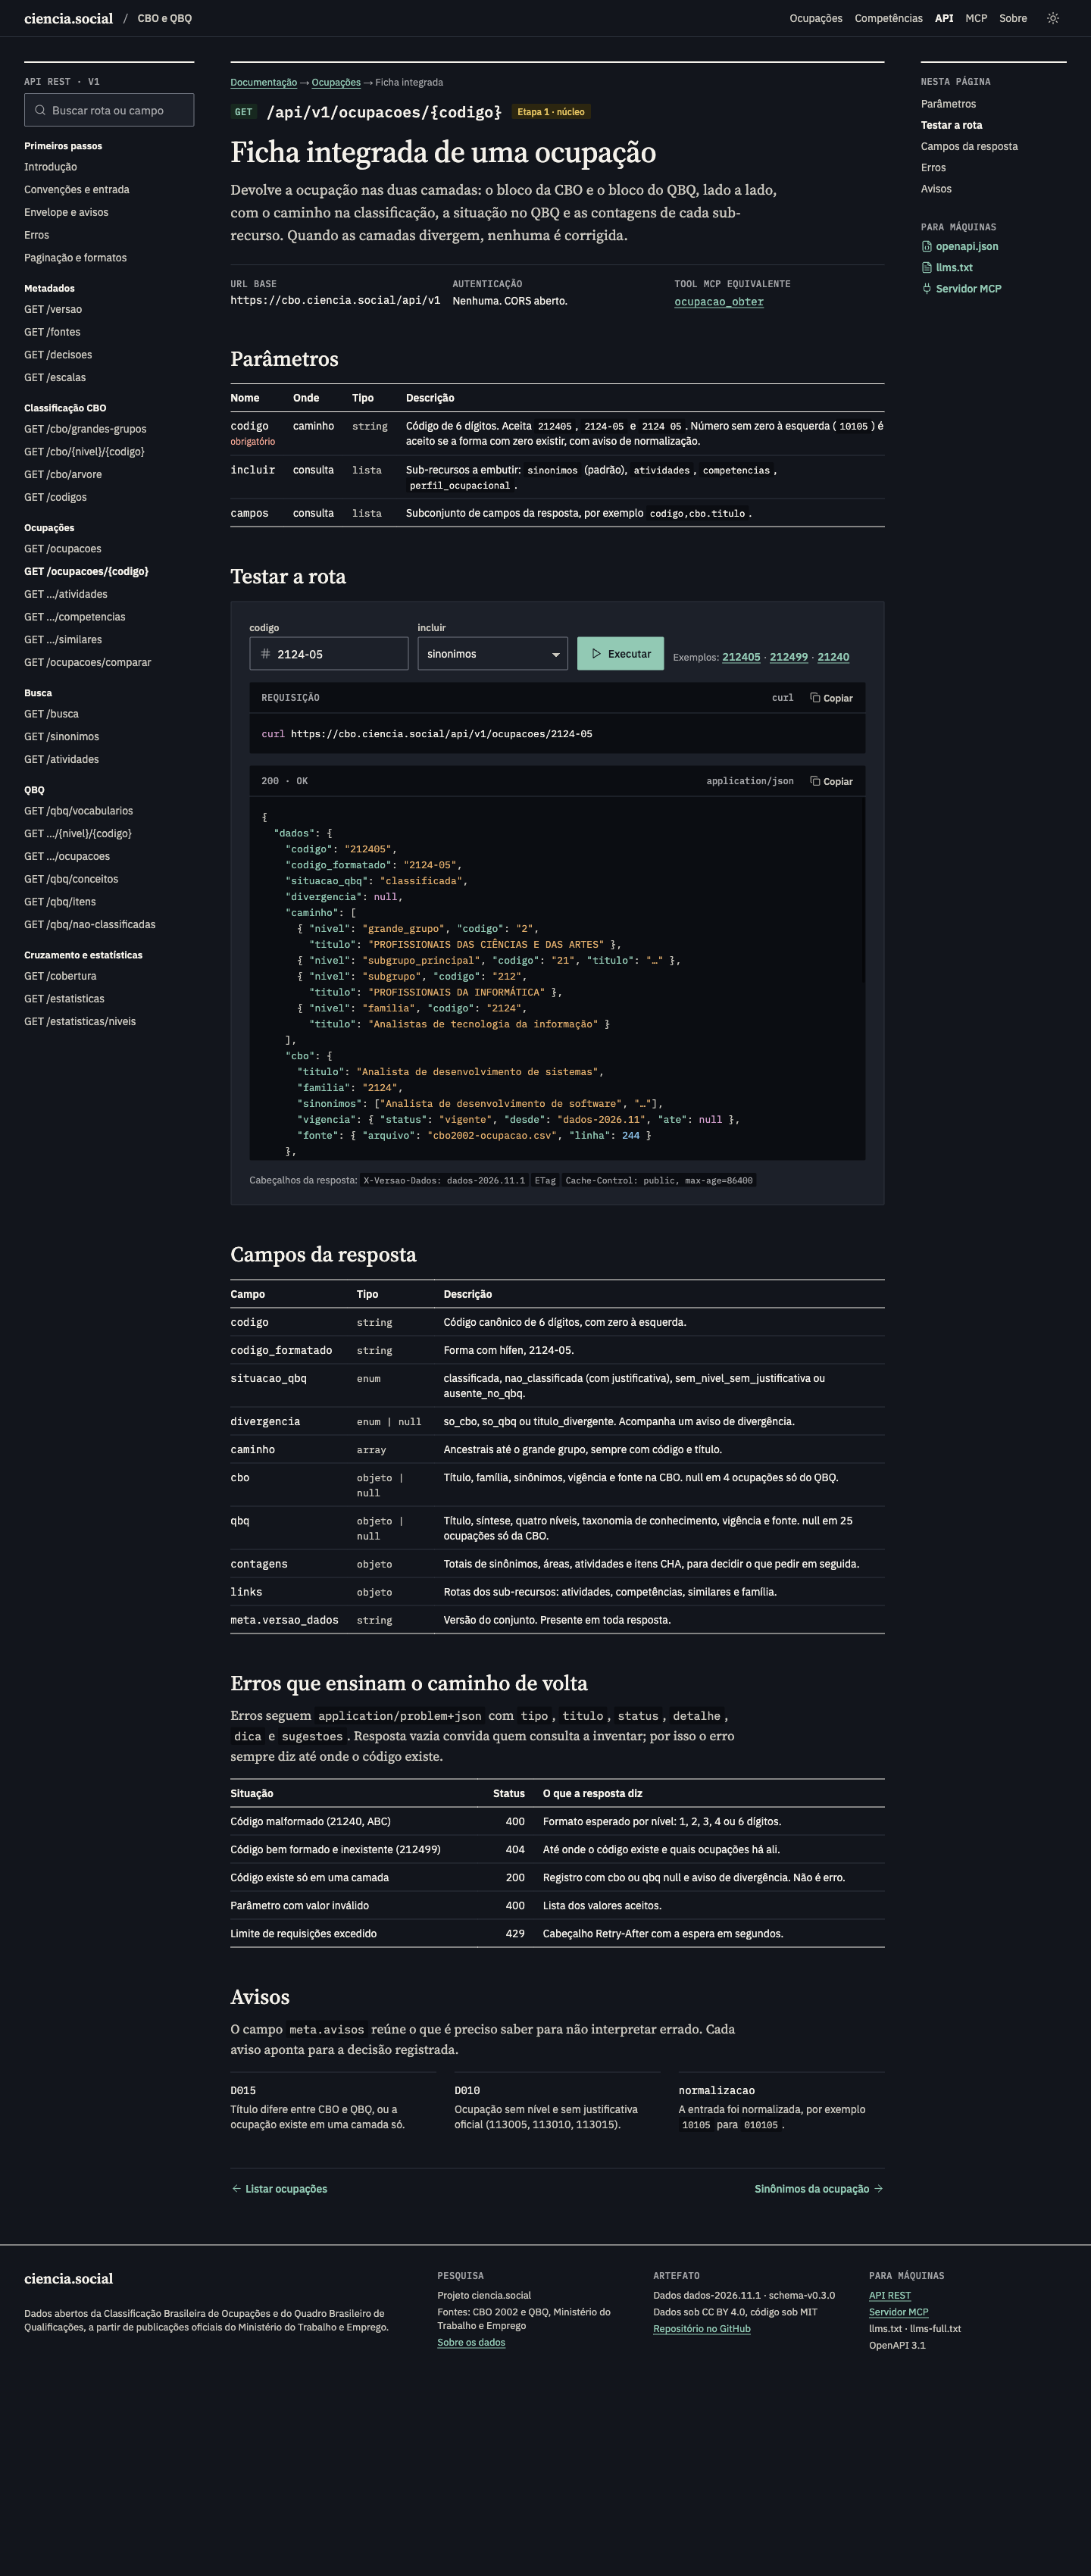 ciencia.social / CBO e QBQ
Ocupações Competências API MCP Sobre
API REST · V1
Buscar rota ou campo
Primeiros passos
Introdução
Convenções e entrada
Envelope e avisos
Erros
Paginação e formatos
Metadados
GET /versao
GET /fontes
GET /decisoes
GET /escalas
Classificação CBO
GET /cbo/grandes-grupos
GET /cbo/{nivel}/{codigo}
GET /cbo/arvore
GET /codigos
Ocupações
GET /ocupacoes
GET /ocupacoes/{codigo}
GET …/atividades
GET …/competencias
GET …/similares
GET /ocupacoes/comparar
Busca
GET /busca
GET /sinonimos
GET /atividades
QBQ
GET /qbq/vocabularios
GET …/{nivel}/{codigo}
GET …/ocupacoes
GET /qbq/conceitos
GET /qbq/itens
GET /qbq/nao-classificadas
Cruzamento e estatísticas
GET /cobertura
GET /estatisticas
GET /estatisticas/niveis
Documentação → Ocupações → Ficha integrada
GET /api/v1/ocupacoes/{codigo} Etapa 1 · núcleo
Ficha integrada de uma ocupação
Devolve a ocupação nas duas camadas: o bloco da CBO e o bloco do QBQ, lado a lado,
com o caminho na classificação, a situação no QBQ e as contagens de cada sub-
recurso. Quando as camadas divergem, nenhuma é corrigida.
URL BASE
https://cbo.ciencia.social/api/v1
AUTENTICAÇÃO
Nenhuma. CORS aberto.
TOOL MCP EQUIVALENTE
ocupacao_obter
Parâmetros
Nome Onde Tipo Descrição
codigo caminho string Código de 6 dígitos. Aceita 212405 , 2124-05 e 2124 05 . Número sem zero à esquerda ( 10105 ) é
obrigatório aceito se a forma com zero existir, com aviso de normalização.
incluir consulta lista Sub-recursos a embutir: sinonimos (padrão), atividades , competencias ,
perfil_ocupacional .
campos consulta lista Subconjunto de campos da resposta, por exemplo codigo,cbo.titulo .
Testar a rota
codigo incluir
# 2124-05 sinonimos Executar Exemplos: 212405 · 212499 · 21240
REQUISIÇÃO curl Copiar
curl https://cbo.ciencia.social/api/v1/ocupacoes/2124-05
200 · OK application/json Copiar
{
"dados": {
"codigo": "212405",
"codigo_formatado": "2124-05",
"situacao_qbq": "classificada",
"divergencia": null,
"caminho": [
{ "nivel": "grande_grupo", "codigo": "2",
"titulo": "PROFISSIONAIS DAS CIÊNCIAS E DAS ARTES" },
{ "nivel": "subgrupo_principal", "codigo": "21", "titulo": "…" },
{ "nivel": "subgrupo", "codigo": "212",
"titulo": "PROFISSIONAIS DA INFORMÁTICA" },
{ "nivel": "familia", "codigo": "2124",
"titulo": "Analistas de tecnologia da informação" }
],
"cbo": {
"titulo": "Analista de desenvolvimento de sistemas",
"familia": "2124",
"sinonimos": ["Analista de desenvolvimento de software", "…"],
"vigencia": { "status": "vigente", "desde": "dados-2026.11", "ate": null },
"fonte": { "arquivo": "cbo2002-ocupacao.csv", "linha": 244 }
},
Cabeçalhos da resposta: X-Versao-Dados: dados-2026.11.1 ETag Cache-Control: public, max-age=86400
Campos da resposta
Campo Tipo Descrição
codigo string Código canônico de 6 dígitos, com zero à esquerda.
codigo_formatado string Forma com hífen, 2124-05.
situacao_qbq enum classificada, nao_classificada (com justificativa), sem_nivel_sem_justificativa ou
ausente_no_qbq.
divergencia enum | null so_cbo, so_qbq ou titulo_divergente. Acompanha um aviso de divergência.
caminho array Ancestrais até o grande grupo, sempre com código e título.
cbo objeto | Título, família, sinônimos, vigência e fonte na CBO. null em 4 ocupações só do QBQ.
null
qbq objeto | Título, síntese, quatro níveis, taxonomia de conhecimento, vigência e fonte. null em 25
null ocupações só da CBO.
contagens objeto Totais de sinônimos, áreas, atividades e itens CHA, para decidir o que pedir em seguida.
links objeto Rotas dos sub-recursos: atividades, competências, similares e família.
meta.versao_dados string Versão do conjunto. Presente em toda resposta.
Erros que ensinam o caminho de volta
Erros seguem application/problem+json com tipo , titulo , status , detalhe ,
dica e sugestoes . Resposta vazia convida quem consulta a inventar; por isso o erro
sempre diz até onde o código existe.
Situação Status O que a resposta diz
Código malformado (21240, ABC) 400 Formato esperado por nível: 1, 2, 3, 4 ou 6 dígitos.
Código bem formado e inexistente (212499) 404 Até onde o código existe e quais ocupações há ali.
Código existe só em uma camada 200 Registro com cbo ou qbq null e aviso de divergência. Não é erro.
Parâmetro com valor inválido 400 Lista dos valores aceitos.
Limite de requisições excedido 429 Cabeçalho Retry-After com a espera em segundos.
Avisos
O campo meta.avisos reúne o que é preciso saber para não interpretar errado. Cada
aviso aponta para a decisão registrada.
D015
Título difere entre CBO e QBQ, ou a
ocupação existe em uma camada só.
D010
Ocupação sem nível e sem justificativa
oficial (113005, 113010, 113015).
normalizacao
A entrada foi normalizada, por exemplo
10105 para 010105 .
← Listar ocupações
Sinônimos da ocupação →
NESTA PÁGINA
Parâmetros
Testar a rota
Campos da resposta
Erros
Avisos
PARA MÁQUINAS
openapi.json
llms.txt
Servidor MCP
ciencia.social
Dados abertos da Classificação Brasileira de Ocupações e do Quadro Brasileiro de
Qualificações, a partir de publicações oficiais do Ministério do Trabalho e Emprego.
PESQUISA
Projeto ciencia.social
Fontes: CBO 2002 e QBQ, Ministério do
Trabalho e Emprego
Sobre os dados
ARTEFATO
Dados dados-2026.11.1 · schema-v0.3.0
Dados sob CC BY 4.0, código sob MIT
Repositório no GitHub
PARA MÁQUINAS
API REST
Servidor MCP
llms.txt · llms-full.txt
OpenAPI 3.1